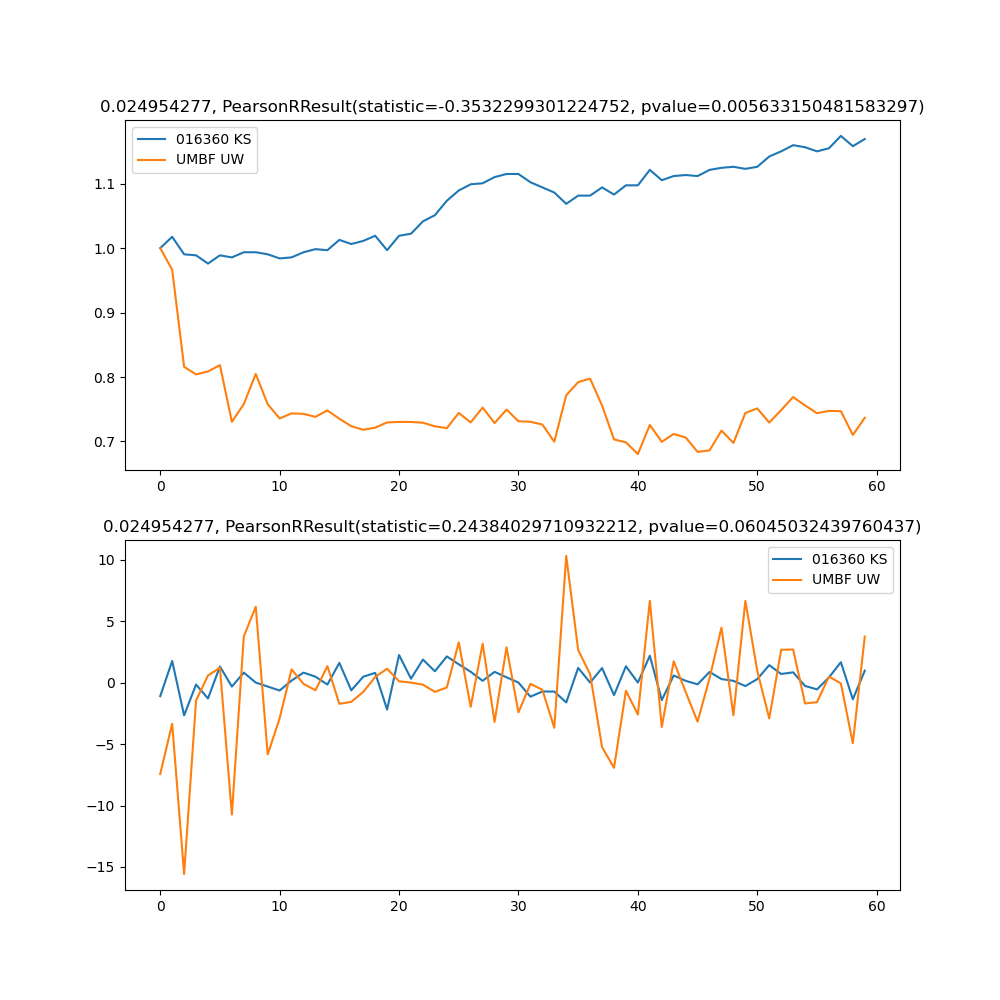 0.024954277, PearsonRResult(statistic=-0.3532299301224752, pvalue=0.005633150481583297)
016360 KS
UMBF UW
1.1
1.0
0.9
0.8
0.7
0 10 20 30 40 50 60
0.024954277, PearsonRResult(statistic=0.24384029710932212, pvalue=0.06045032439760437)
016360 KS
UMBF UW
10
5
0
−5
−10
−15
0 10 20 30 40 50 60